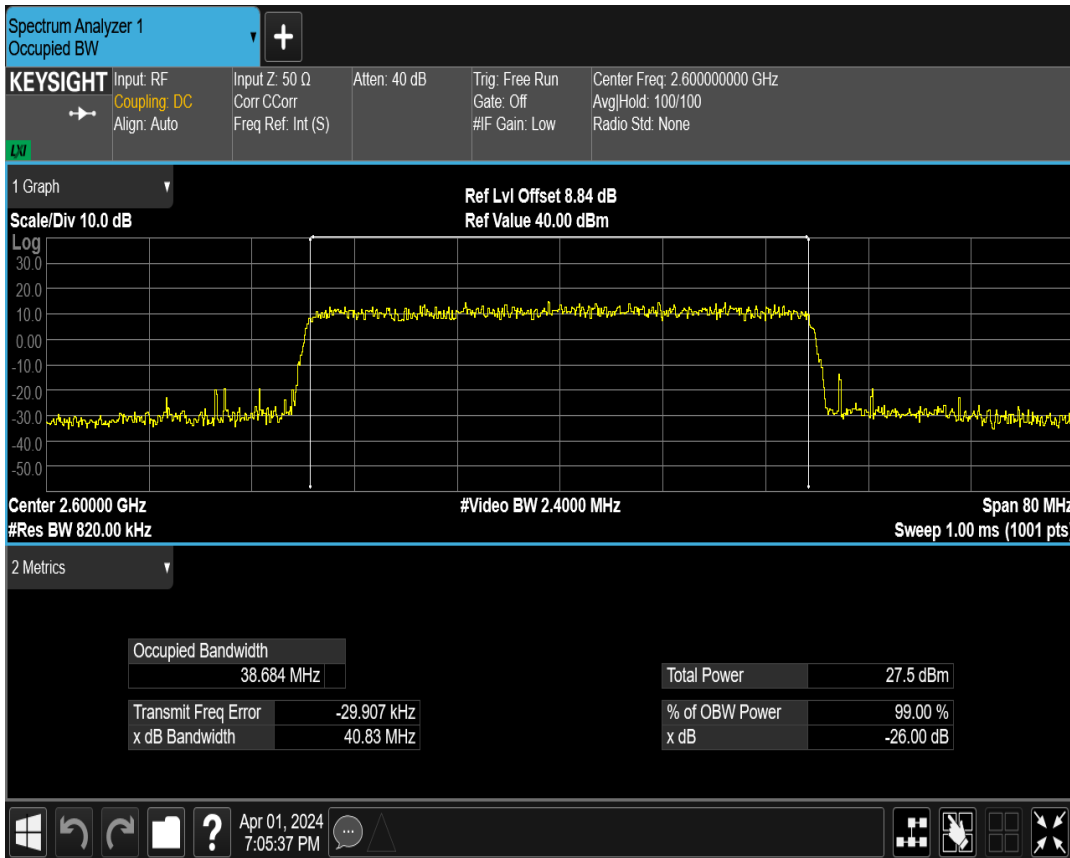 Spectrum Analyzer 1
Occupied BW
KEYSIGHT
LXI
Input: RF
Coupling: DC
Align: Auto
Input Z: 50 Ω
Corr CCorr
Freq Ref: Int (S)
Atten: 40 dB
Trig: Free Run
Gate: Off
#IF Gain: Low
Center Freq: 2.600000000 GHz
Avg|Hold: 100/100
Radio Std: None
1 Graph
Scale/Div 10.0 dB
Ref Lvl Offset 8.84 dB
Ref Value 40.00 dBm
Log
30.0
20.0
10.0
0.00
-10.0
-20.0
-30.0
-40.0
-50.0
Center 2.60000 GHz
#Res BW 820.00 kHz
#Video BW 2.4000 MHz
Span 80 MHz
Sweep 1.00 ms (1001 pts)
2 Metrics
Occupied Bandwidth
38.684 MHz
Transmit Freq Error -29.907 kHz
x dB Bandwidth 40.83 MHz
Total Power 27.5 dBm
% of OBW Power 99.00 %
x dB -26.00 dB
?
Apr 01, 2024
7:05:37 PM